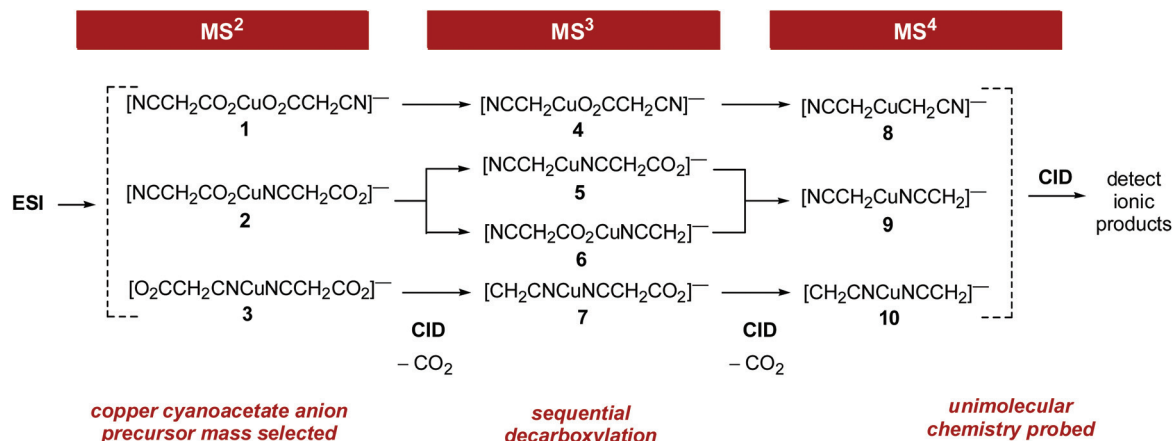 MS² MS³ MS⁴
[NCCH₂CO₂CuO₂CCH₂CN]⁻ [NCCH₂CuO₂CCH₂CN]⁻ [NCCH₂CuCH₂CN]⁻
1 4 8
[NCCH₂CuNCCH₂CO₂]⁻
5
ESI [NCCH₂CO₂CuNCCH₂CO₂]⁻ [NCCH₂CuNCCH₂]⁻ CID detect
2 9 ionic
products
[NCCH₂CO₂CuNCCH₂]⁻
6
[O₂CCH₂CNCuNCCH₂CO₂]⁻ [CH₂CNCuNCCH₂CO₂]⁻ [CH₂CNCuNCCH₂]⁻
3 7 10
CID CID
– CO₂ – CO₂
copper cyanoacetate anion sequential unimolecular
precursor mass selected decarboxylation chemistry probed